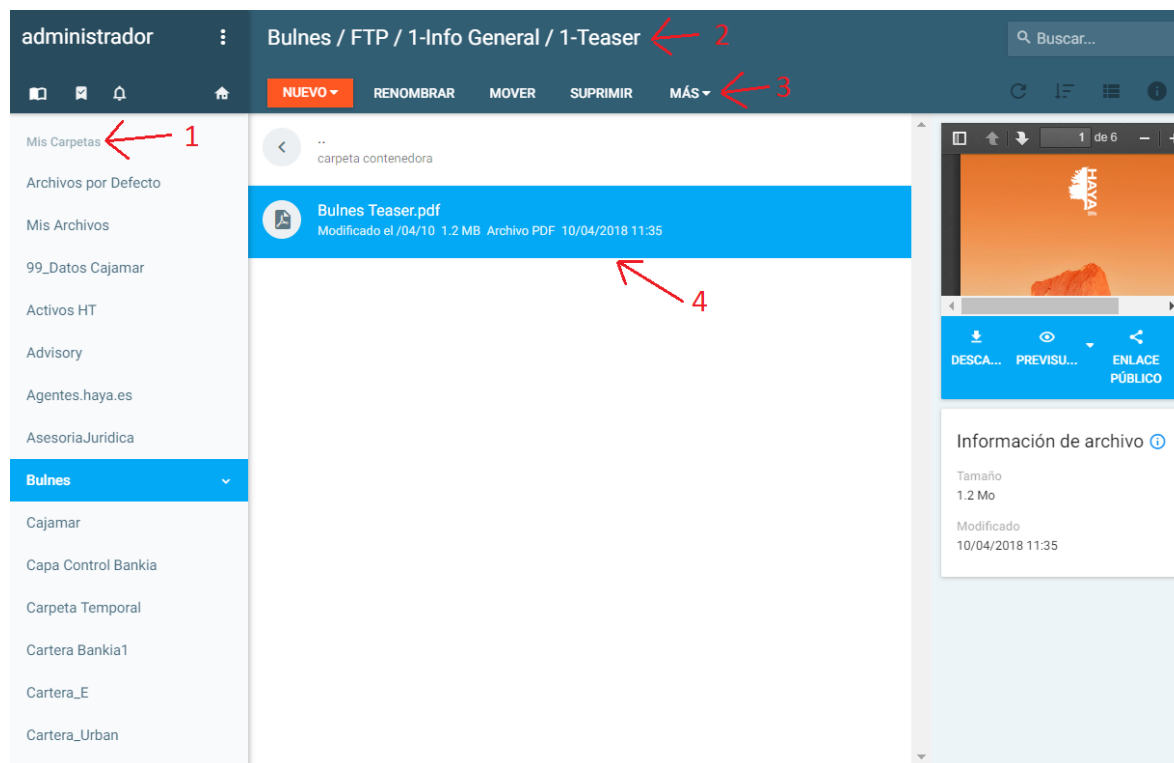 administrador
Bulnes / FTP / 1-Info General / 1-Teaser
2
Buscar...
NUEVO
RENOMBRAR
MOVER
SUPRIMIR
MÁS
3
Mis Carpetas
1
Archivos por Defecto
Mis Archivos
99_Datos Cajamar
Activos HT
Advisory
Agentes.haya.es
AsesoriaJuridica
Bulnes
Cajamar
Capa Control Bankia
Carpeta Temporal
Cartera Bankia1
Cartera_E
Cartera_Urban
..
carpeta contenedora
Bulnes Teaser.pdf
Modificado el /04/10 1.2 MB Archivo PDF 10/04/2018 11:35
4
1 de 6
HAYA
DESCA...
PREVISU...
ENLACE
PÚBLICO
Información de archivo
Tamaño
1.2 Mo
Modificado
10/04/2018 11:35